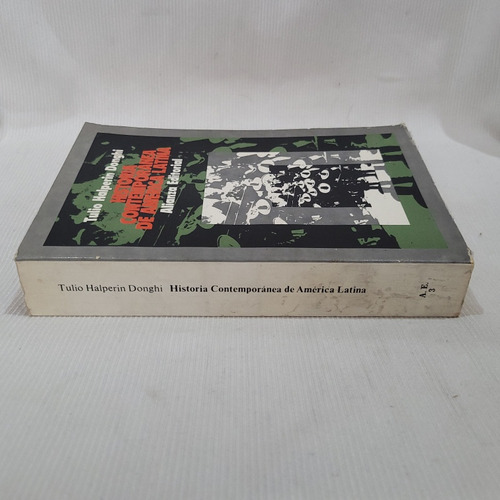 Tulio Halperin Donghi
HISTORIA
CONTEMPORANEA
DE AMERICA LATINA
Alianza Editorial
Tulio Halperin Donghi Historia Contemporánea de América Latina
A. E.
3